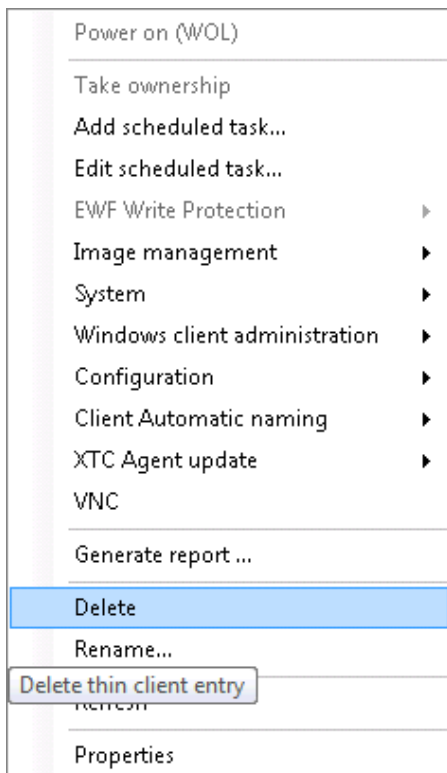 Power on (WOL)
Take ownership
Add scheduled task...
Edit scheduled task...
EWF Write Protection
Image management
System
Windows client administration
Configuration
Client Automatic naming
XTC Agent update
VNC
Generate report ...
Delete
Rename...
Delete thin client entry
Refresh
Properties